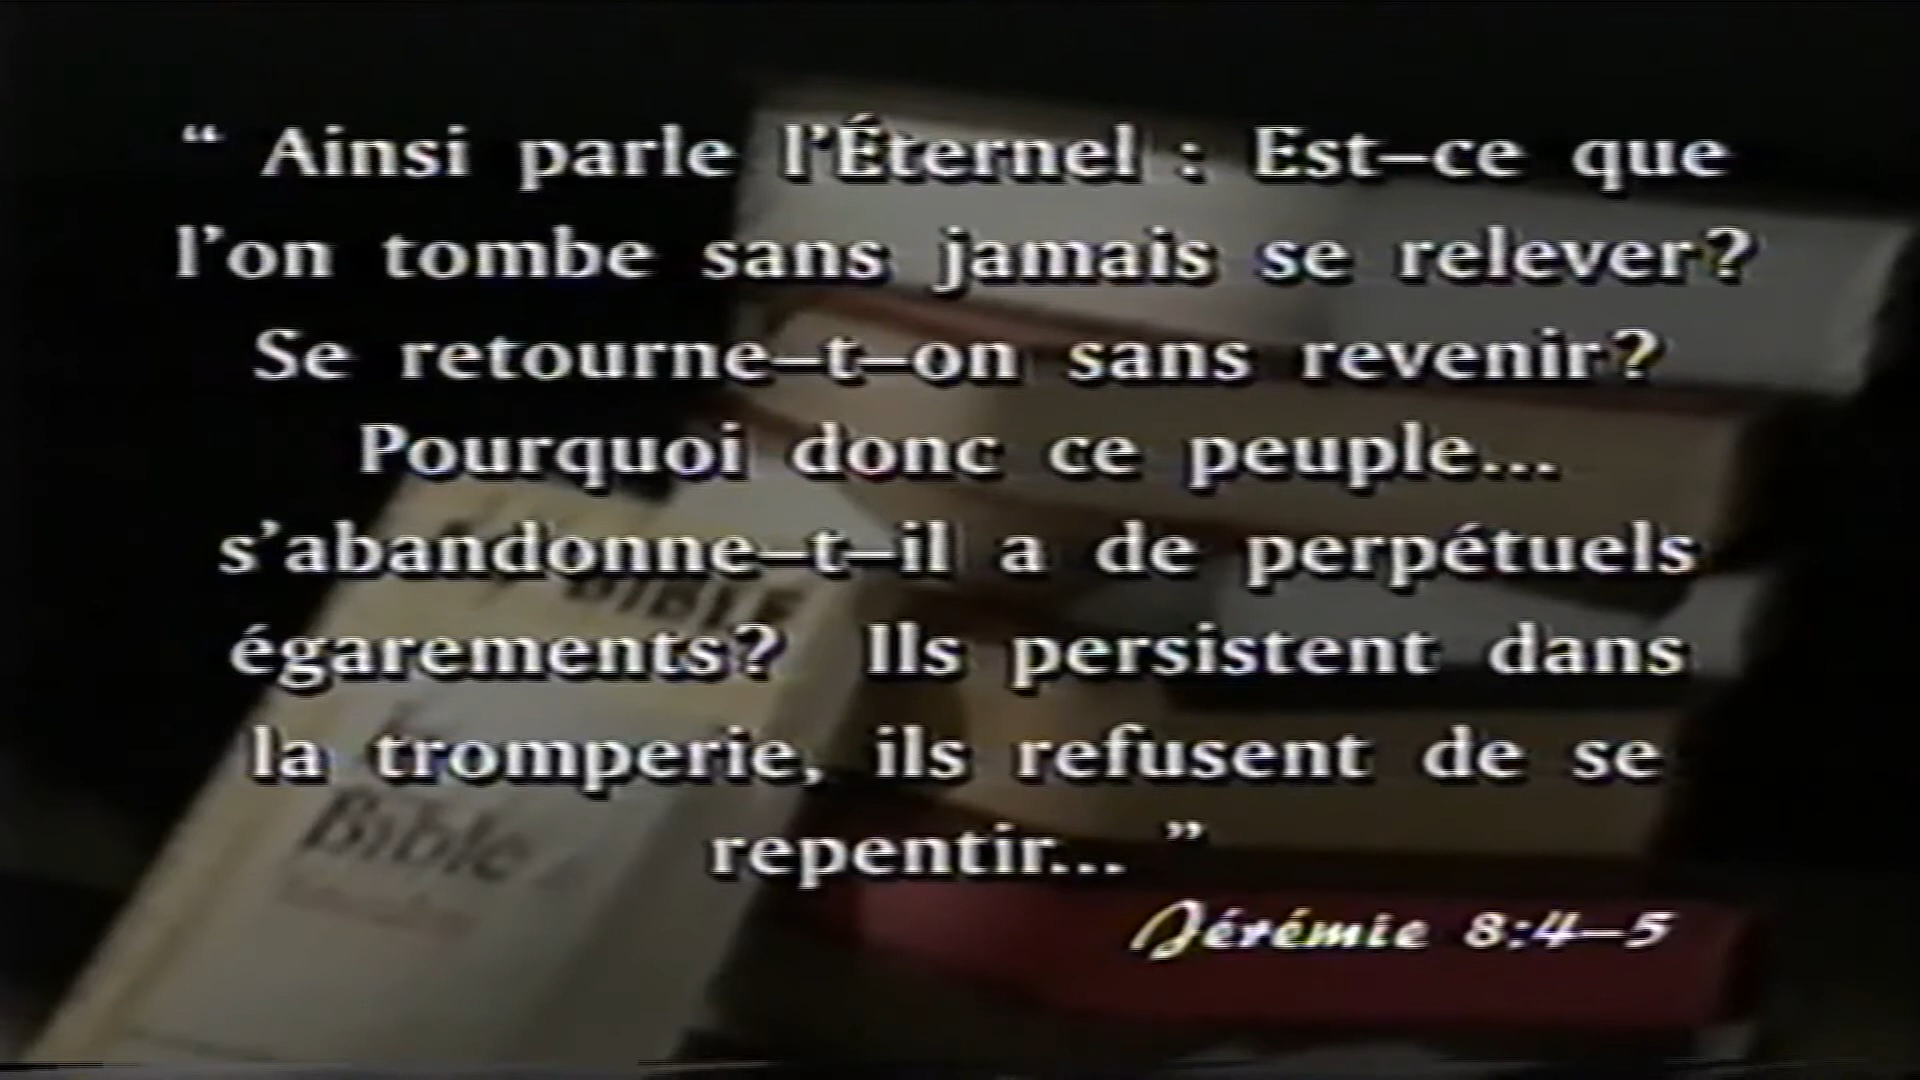 “ Ainsi parle l’Éternel : Est–ce que
l’on tombe sans jamais se relever?
Se retourne–t–on sans revenir?
Pourquoi donc ce peuple...
s’abandonne–t–il a de perpétuels
égarements? Ils persistent dans
la tromperie, ils refusent de se
repentir... ”
Jérémie 8:4–5
BIBLE
Bible